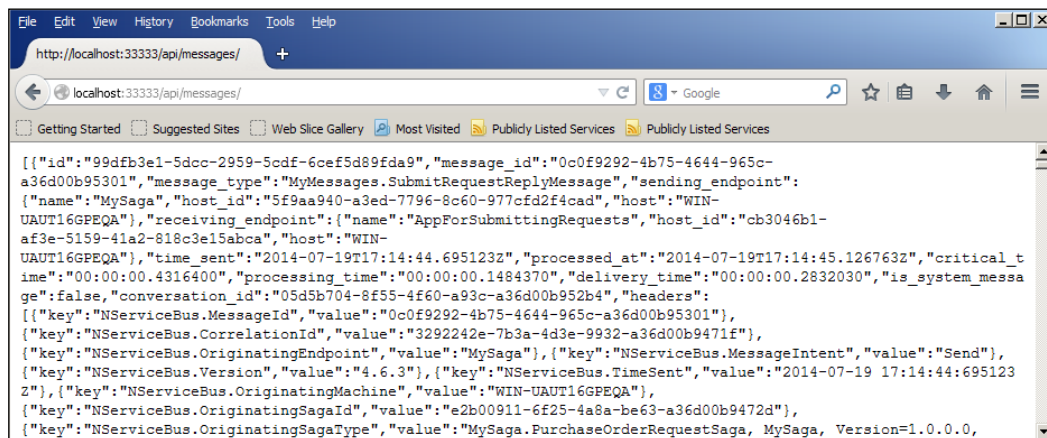 File Edit View History Bookmarks Tools Help
http://localhost:33333/api/messages/
localhost:33333/api/messages/
Google
Getting Started Suggested Sites Web Slice Gallery Most Visited Publicly Listed Services Publicly Listed Services
[{"id":"99dfb3e1-5dcc-2959-5cdf-6cef5d89fda9","message_id":"0c0f9292-4b75-4644-965c-
a36d00b95301","message_type":"MyMessages.SubmitRequestReplyMessage","sending_endpoint":
{"name":"MySaga","host_id":"5f9aa940-a3ed-7796-8c60-977cfd2f4cad","host":"WIN-
UAUT16GPEQA"},"receiving_endpoint":{"name":"AppForSubmittingRequests","host_id":"cb3046b1-
af3e-5159-41a2-818c3e15abca","host":"WIN-
UAUT16GPEQA"},"time_sent":"2014-07-19T17:14:44.695123Z","processed_at":"2014-07-19T17:14:45.126763Z","critical_t
ime":"00:00:00.4316400","processing_time":"00:00:00.1484370","delivery_time":"00:00:00.2832030","is_system_messa
ge":false,"conversation_id":"05d5b704-8f55-4f60-a93c-a36d00b952b4","headers":
[{"key":"NServiceBus.MessageId","value":"0c0f9292-4b75-4644-965c-a36d00b95301"},
{"key":"NServiceBus.CorrelationId","value":"3292242e-7b3a-4d3e-9932-a36d00b9471f"},
{"key":"NServiceBus.OriginatingEndpoint","value":"MySaga"},{"key":"NServiceBus.MessageIntent","value":"Send"},
{"key":"NServiceBus.Version","value":"4.6.3"},{"key":"NServiceBus.TimeSent","value":"2014-07-19 17:14:44:695123
Z"},{"key":"NServiceBus.OriginatingMachine","value":"WIN-UAUT16GPEQA"},
{"key":"NServiceBus.OriginatingSagaId","value":"e2b00911-6f25-4a8a-be63-a36d00b9472d"},
{"key":"NServiceBus.OriginatingSagaType","value":"MySaga.PurchaseOrderRequestSaga, MySaga, Version=1.0.0.0,